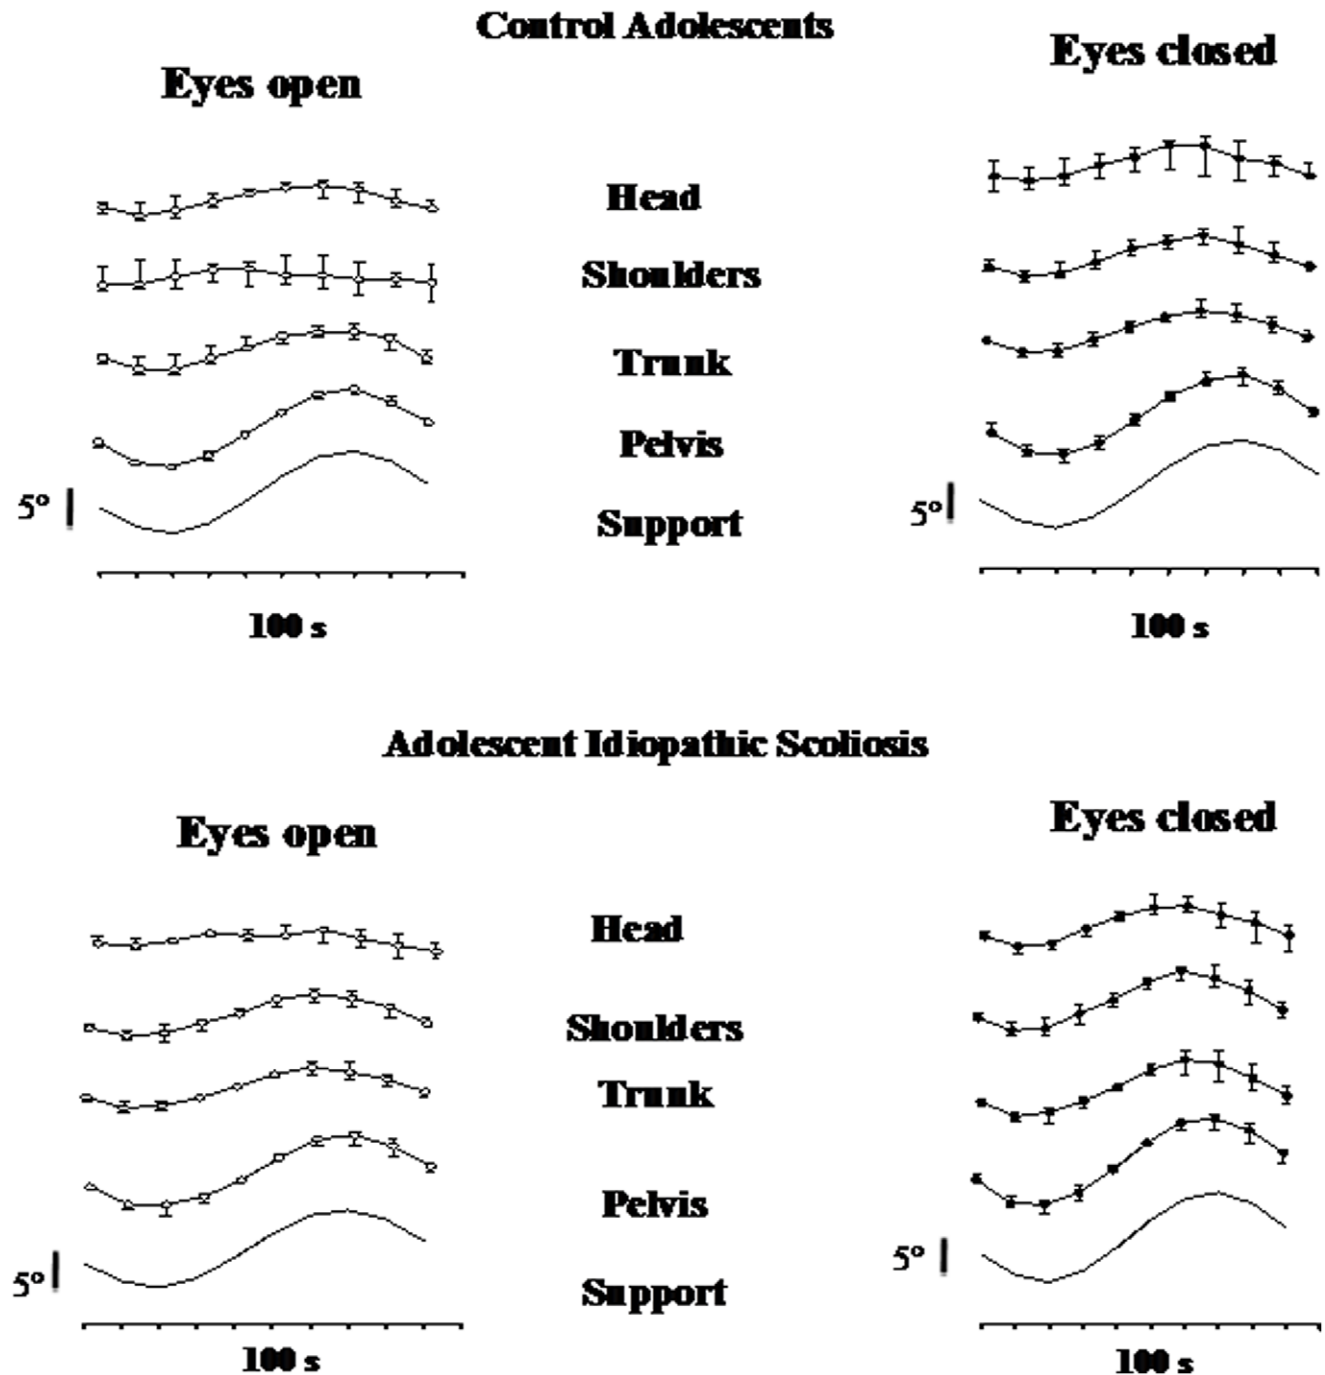 Control Adolescents
Eyes open
Eyes closed
Head
Shoulders
Trunk
Pelvis
5°
5°
Support
100 s
100 s
Adolescent Idiopathic Scoliosis
Eyes open
Eyes closed
Head
Shoulders
Trunk
Pelvis
5°
5°
Support
100 s
100 s